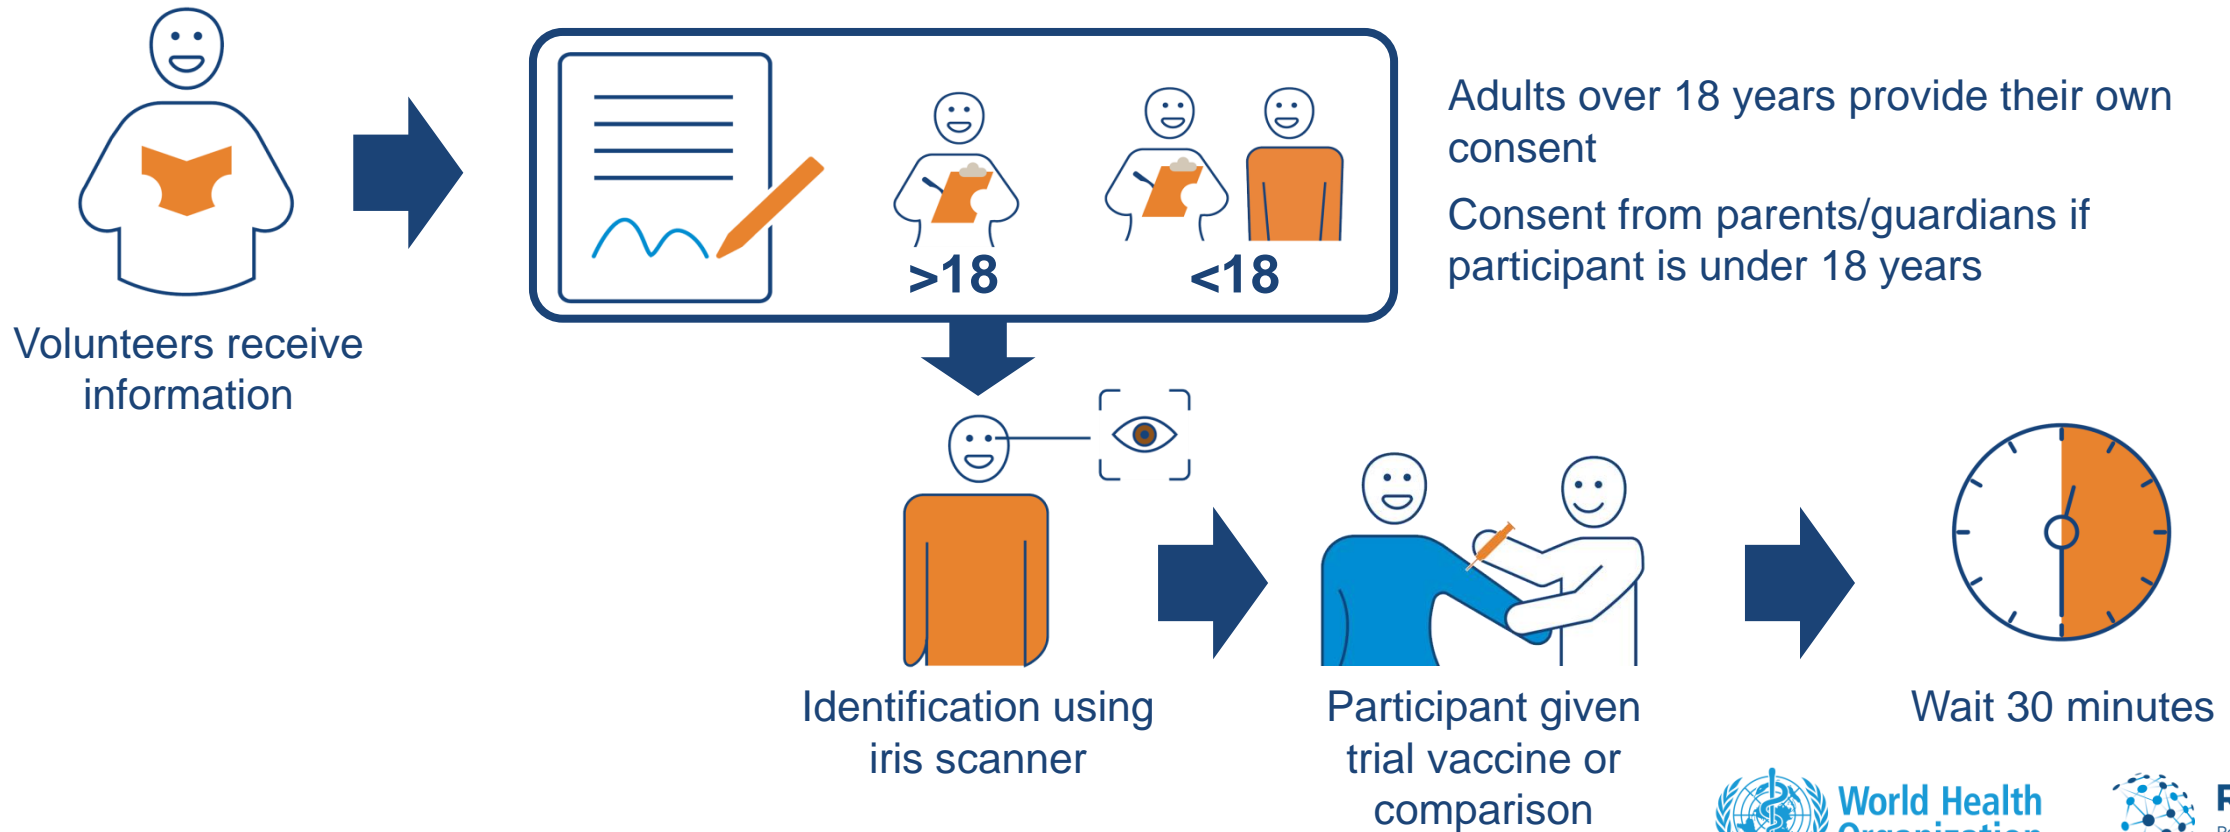 Adults over 18 years provide their own
consent
Consent from parents/guardians if
participant is under 18 years
>18
<18
Volunteers receive
information
Identification using
iris scanner
Participant given
trial vaccine or
comparison
Wait 30 minutes
World Health
Organization
R